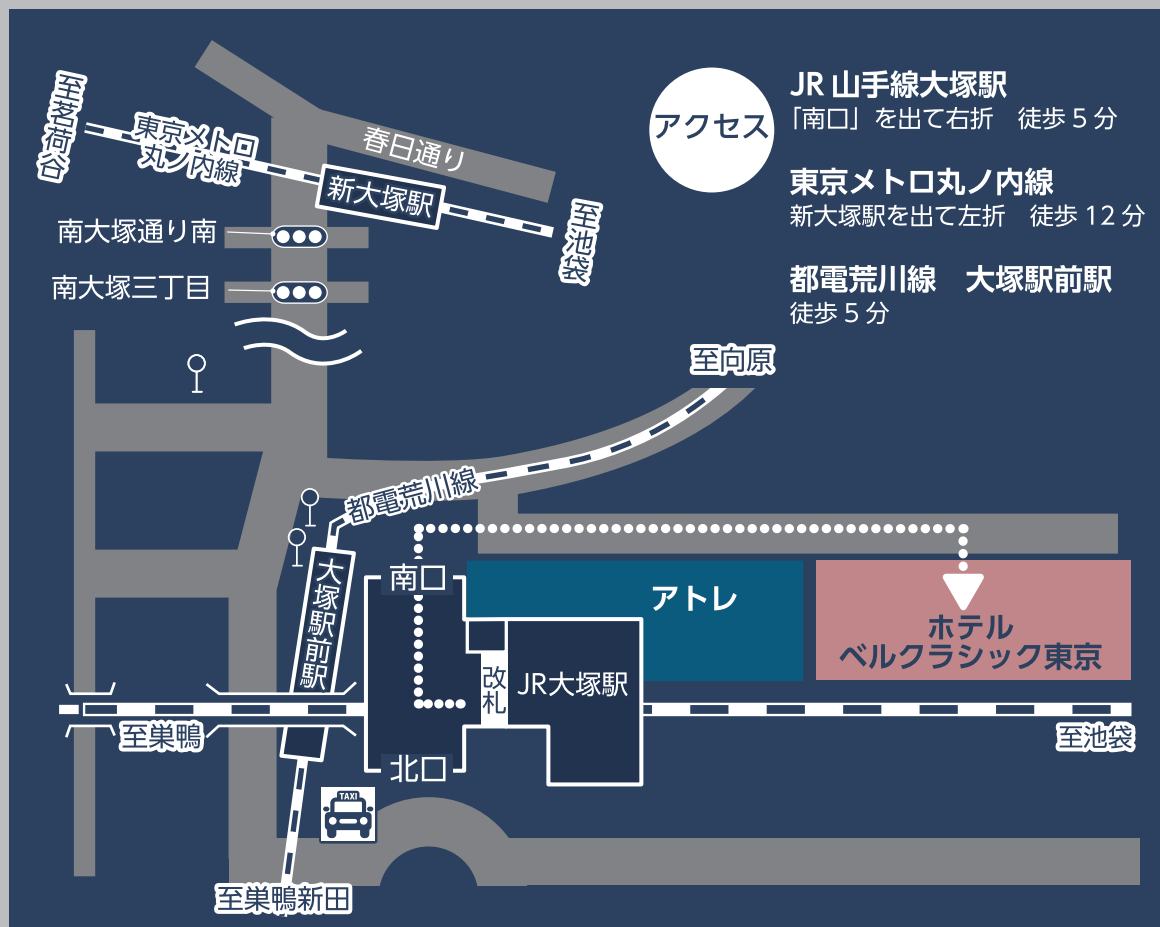 アクセス
JR 山手線大塚駅
「南口」を出て右折　徒歩 5 分
東京メトロ丸ノ内線
新大塚駅を出て左折　徒歩 12 分
都電荒川線　大塚駅前駅
徒歩 5 分
至茗荷谷
東京メトロ
丸ノ内線
春日通り
新大塚駅
至池袋
南大塚通り南
南大塚三丁目
至向原
都電荒川線
大塚駅前駅
南口
アトレ
ホテル
ベルクラシック東京
改札
JR大塚駅
至巣鴨
至池袋
北口
TAXI
至巣鴨新田